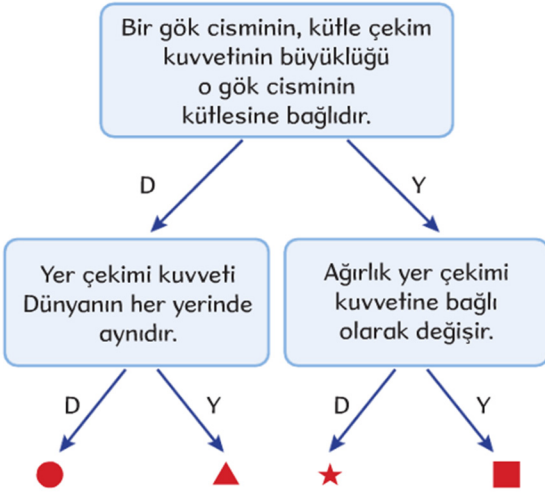 Bir gök cisminin, kütle çekim
kuvvetinin büyüklüğü
o gök cisminin
kütlesine bağlıdır.
D
Y
Yer çekimi kuvveti
Dünyanın her yerinde
aynıdır.
Ağırlık yer çekimi
kuvvetine bağlı
olarak değişir.
D
Y
D
Y